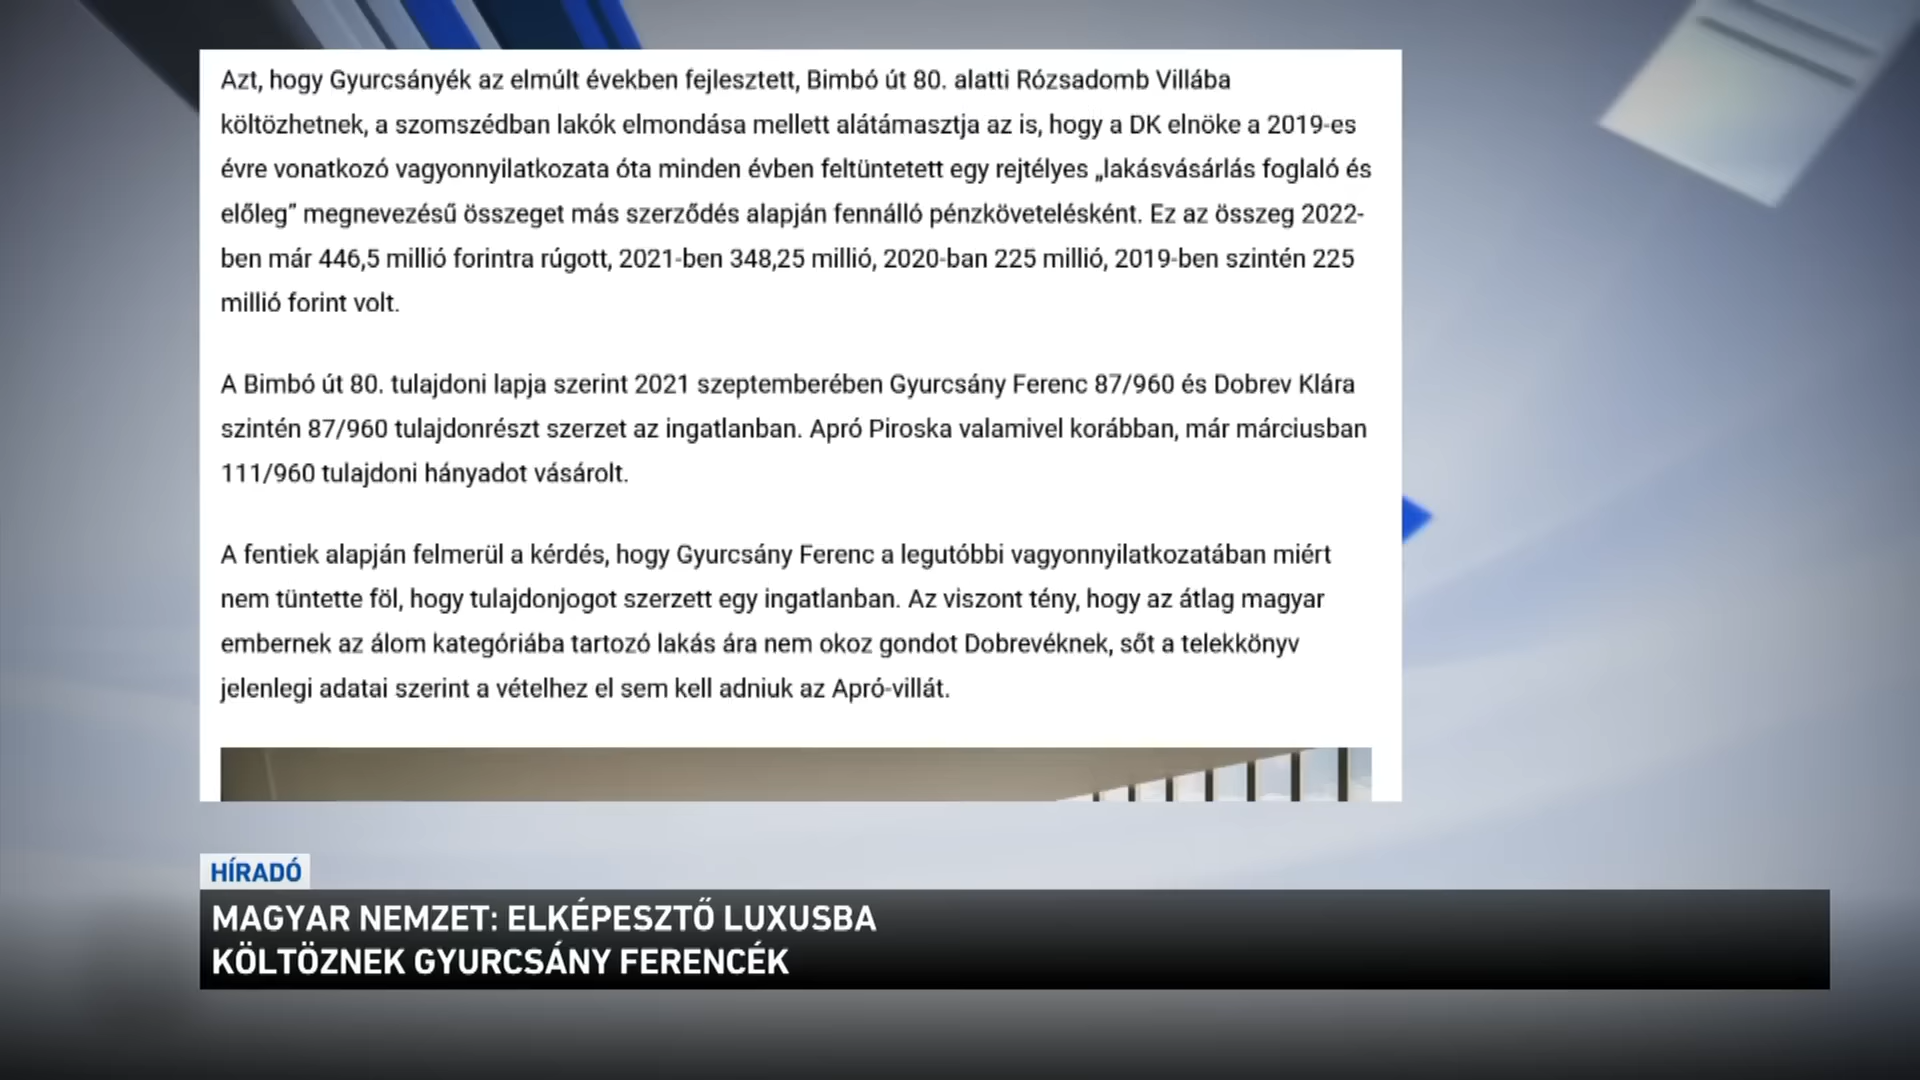 Azt, hogy Gyurcsányék az elmúlt években fejlesztett, Bimbó út 80. alatti Rózsadomb Villába
költözhetnek, a szomszédban lakók elmondása mellett alátámasztja az is, hogy a DK elnöke a 2019-es
évre vonatkozó vagyonnyilatkozata óta minden évben feltüntetett egy rejtélyes „lakásvásárlás foglaló és
előleg” megnevezésű összeget más szerződés alapján fennálló pénzkövetelésként. Ez az összeg 2022-
ben már 446,5 millió forintra rúgott, 2021-ben 348,25 millió, 2020-ban 225 millió, 2019-ben szintén 225
millió forint volt.
A Bimbó út 80. tulajdoni lapja szerint 2021 szeptemberében Gyurcsány Ferenc 87/960 és Dobrev Klára
szintén 87/960 tulajdonrészt szerzet az ingatlanban. Apró Piroska valamivel korábban, már márciusban
111/960 tulajdoni hányadot vásárolt.
A fentiek alapján felmerül a kérdés, hogy Gyurcsány Ferenc a legutóbbi vagyonnyilatkozatában miért
nem tüntette föl, hogy tulajdonjogot szerzett egy ingatlanban. Az viszont tény, hogy az átlag magyar
embernek az álom kategóriába tartozó lakás ára nem okoz gondot Dobrevéknek, sőt a telekkönyv
jelenlegi adatai szerint a vételhez el sem kell adniuk az Apró-villát.
HÍRADÓ
MAGYAR NEMZET: ELKÉPESZTŐ LUXUSBA
KÖLTÖZNEK GYURCSÁNY FERENCÉK